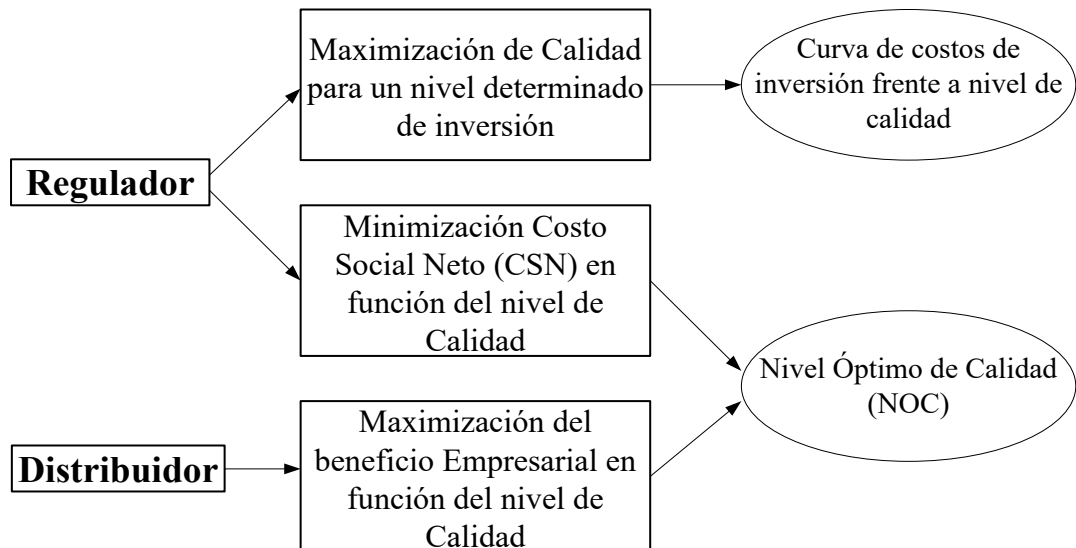 Regulador
Maximización de Calidad
para un nivel determinado
de inversión
Curva de costos de
inversión frente a nivel de
calidad
Minimización Costo
Social Neto (CSN) en
función del nivel de
Calidad
Distribuidor
Maximización del
beneficio Empresarial en
función del nivel de
Calidad
Nivel Óptimo de Calidad
(NOC)